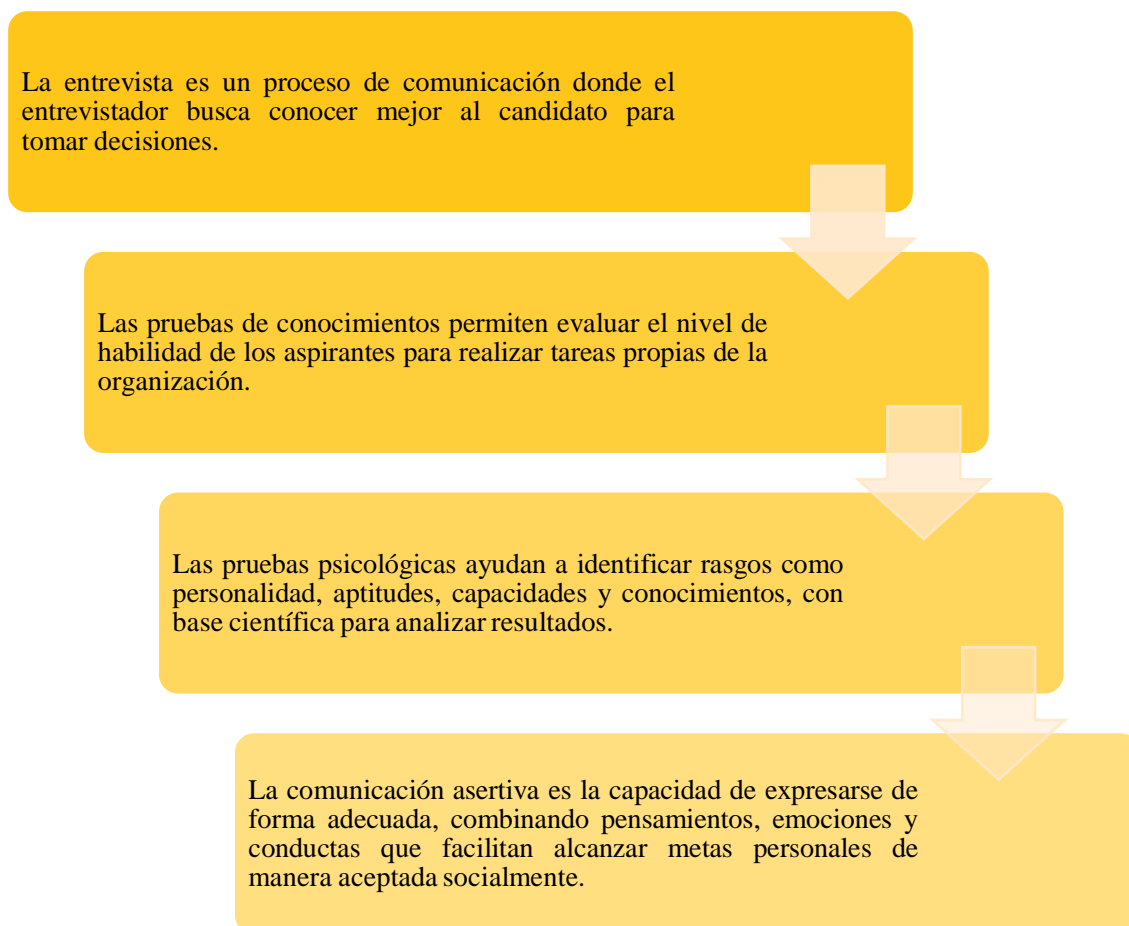 La entrevista es un proceso de comunicación donde el
entrevistador busca conocer mejor al candidato para
tomar decisiones.
Las pruebas de conocimientos permiten evaluar el nivel de
habilidad de los aspirantes para realizar tareas propias de la
organización.
Las pruebas psicológicas ayudan a identificar rasgos como
personalidad, aptitudes, capacidades y conocimientos, con
base científica para analizar resultados.
La comunicación asertiva es la capacidad de expresarse de
forma adecuada, combinando pensamientos, emociones y
conductas que facilitan alcanzar metas personales de
manera aceptada socialmente.